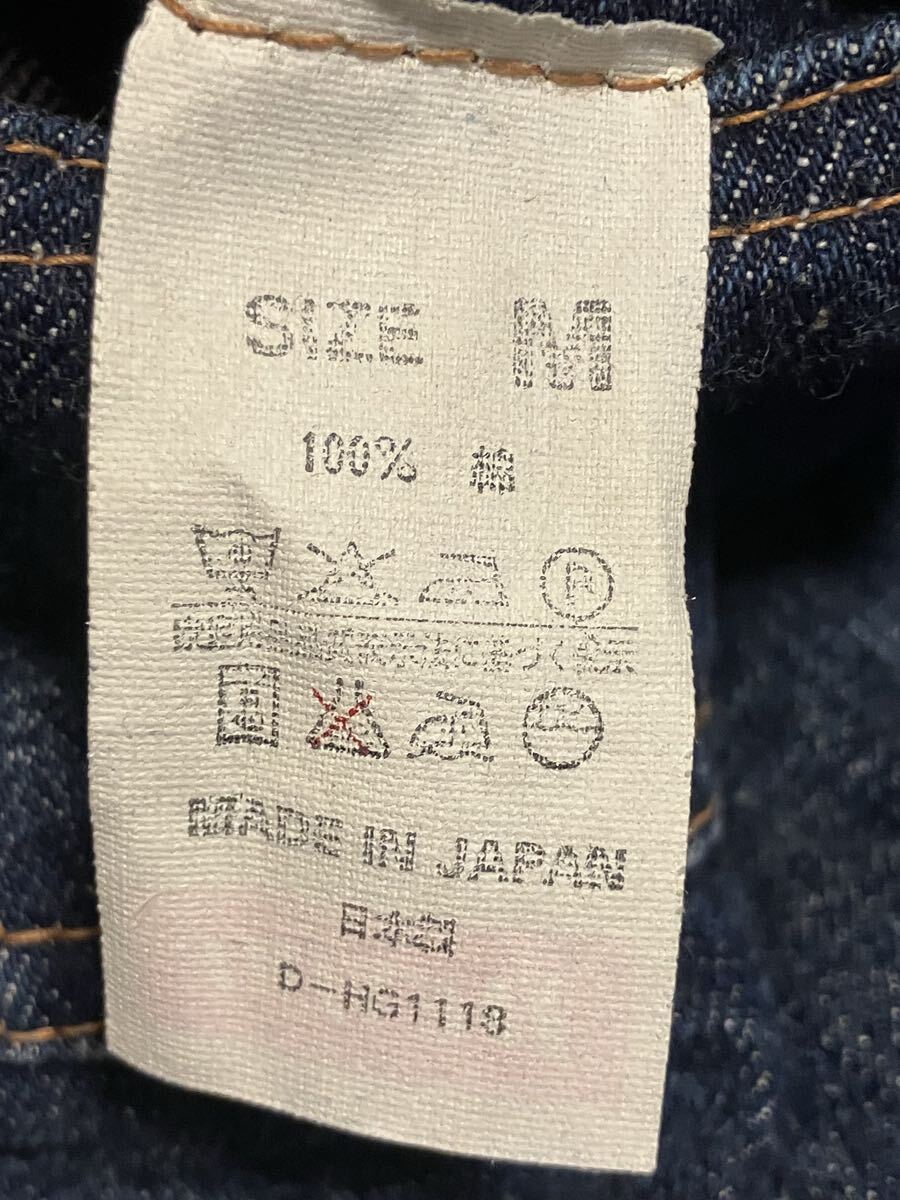 SIZE M
100% 綿
MADE IN JAPAN
日本製
D-HG1118